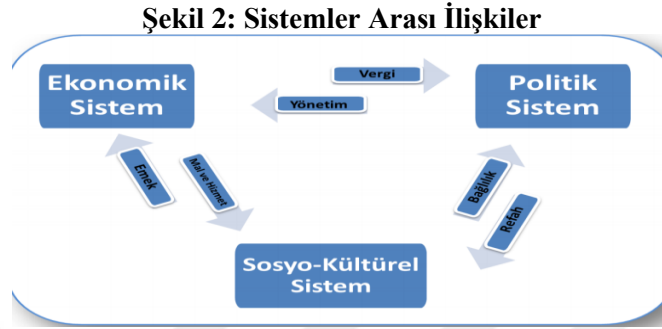 Şekil 2: Sistemler Arası İlişkiler
Ekonomik
Sistem
Vergi
Yönetim
Politik
Sistem
Emek
Mal ve Hizmet
Bağlılık
Refah
Sosyo-Kültürel
Sistem